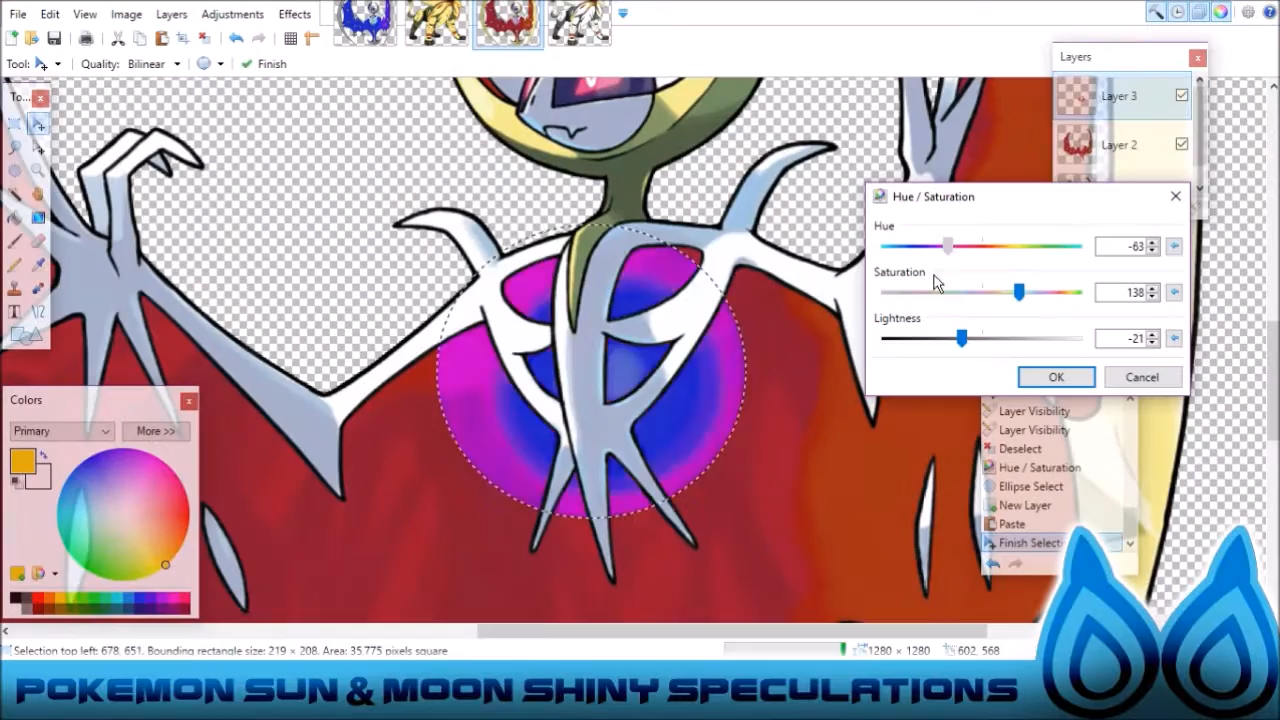 File Edit View Image Layers Adjustments Effects
Tool: Quality: Bilinear Finish
To...
Layers
Layer 3
Layer 2
Hue / Saturation
Hue
-63
Saturation
138
Lightness
-21
OK Cancel
Layer Visibility
Layer Visibility
Deselect
Hue / Saturation
Ellipse Select
New Layer
Paste
Finish Select
Colors
Primary More >>
Selection top left: 678, 651. Bounding rectangle size: 219 × 208. Area: 35.775 pixels square
1280 × 1280 602, 568
POKEMON SUN & MOON SHINY SPECULATIONS